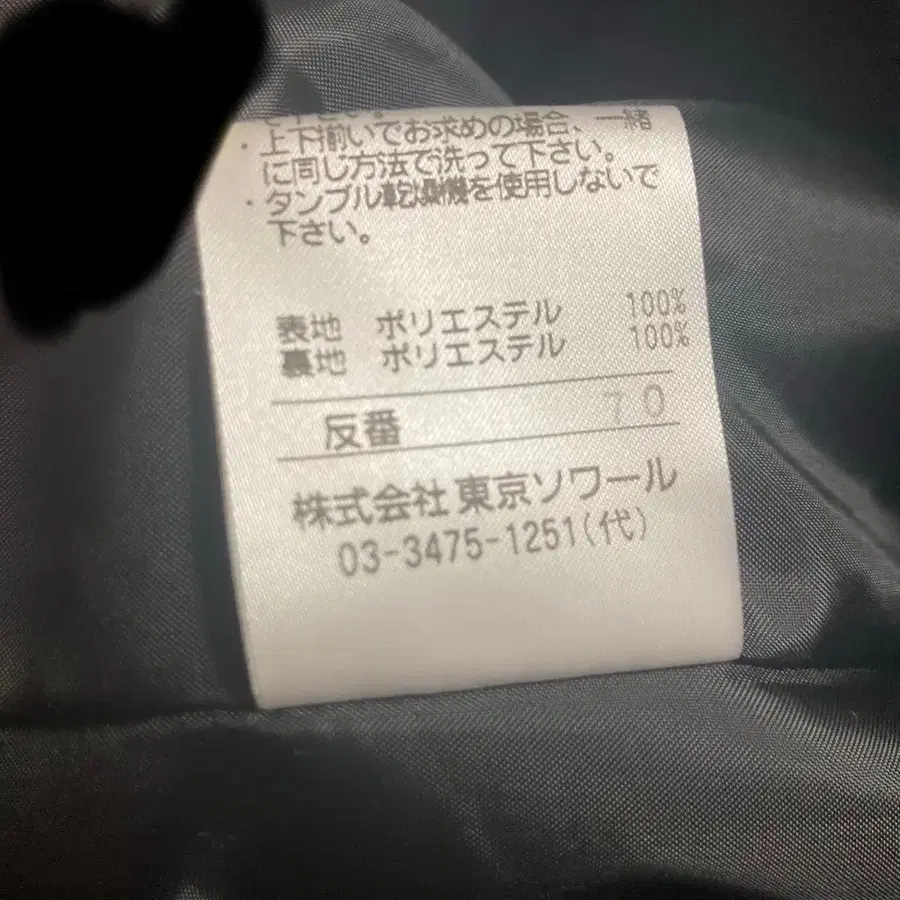 ・上下揃いでお求めの場合、一緒
に同じ方法で洗って下さい。
・タンブル乾燥機を使用しないで
下さい。
表地 ポリエステル 100%
裏地 ポリエステル 100%
反番 70
株式会社 東京ソワール
03-3475-1251(代)